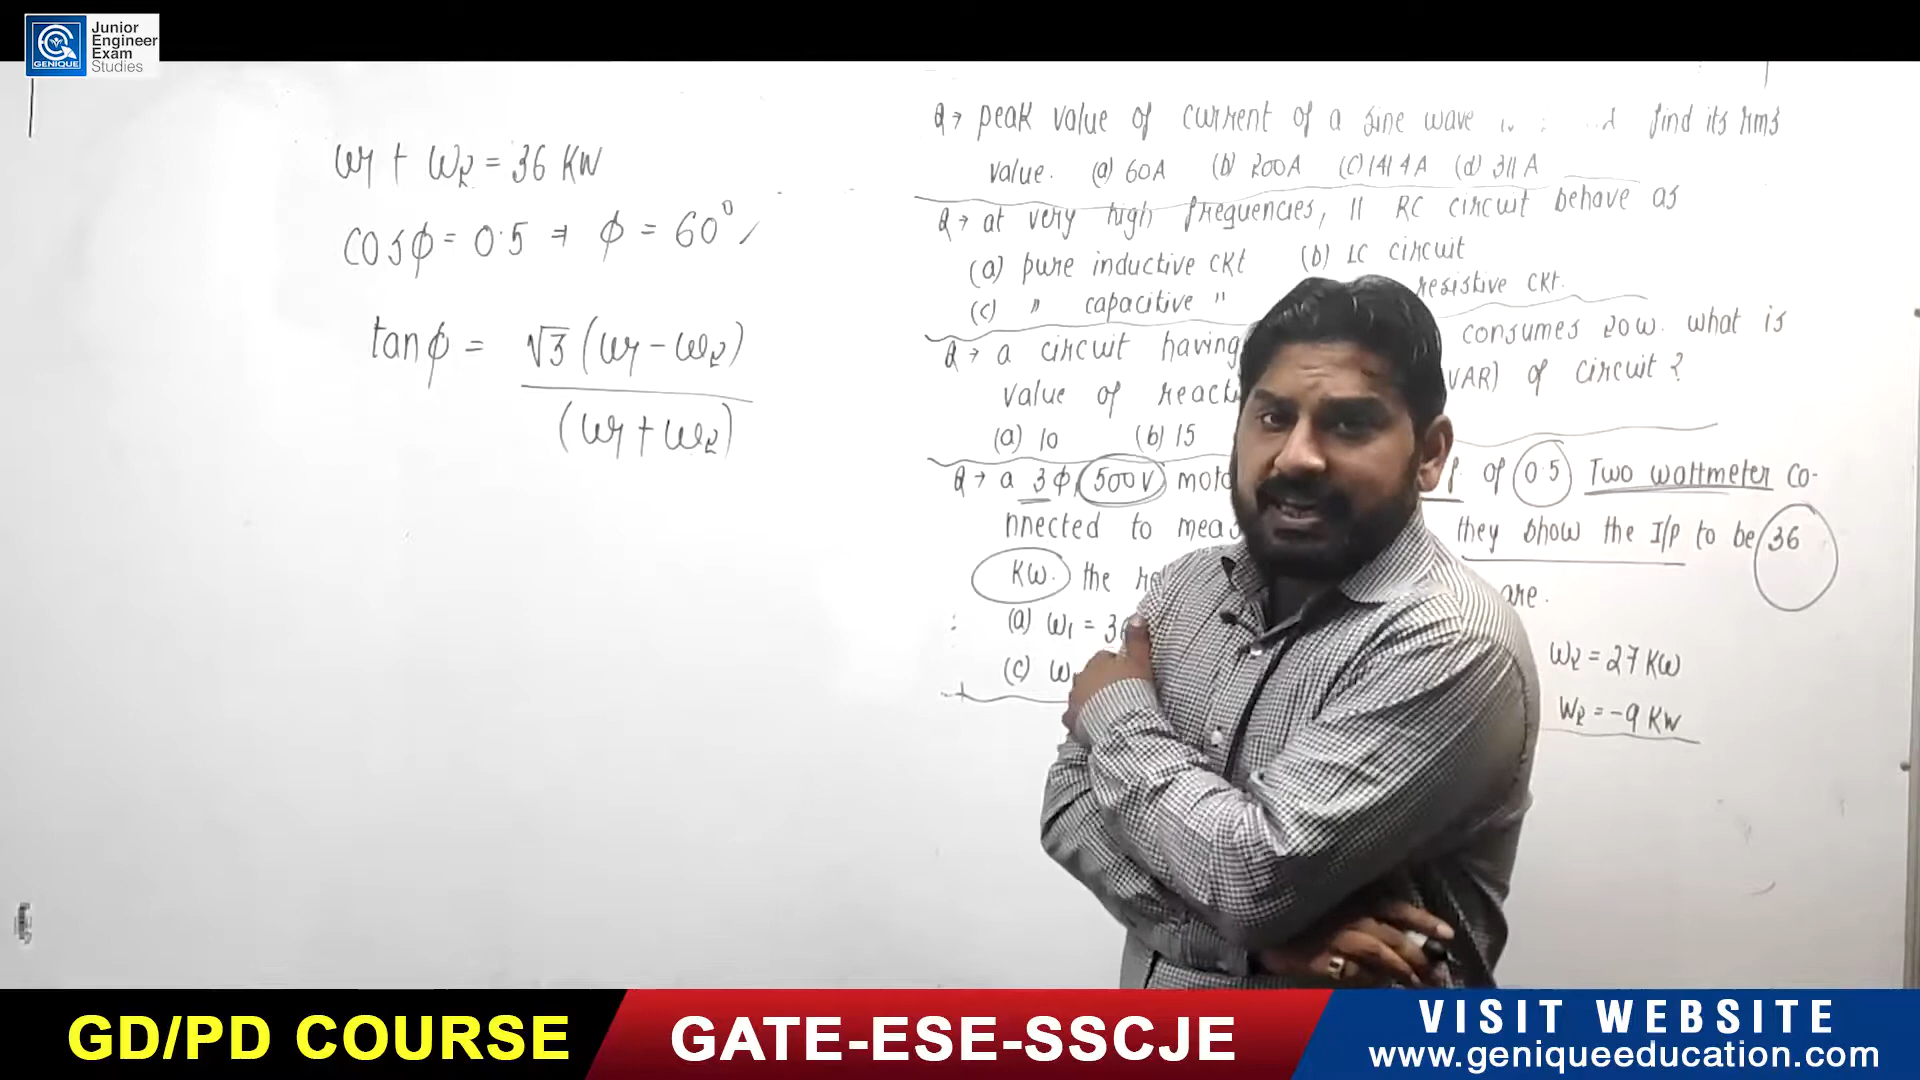 Junior
Engineer
Exam
Studies
GENIQUE
W1 + W2 = 36 KW
cosϕ = 0.5 ⇒ ϕ = 60°
tanϕ = √3 (W1 - W2)
(W1 + W2)
Q → peak value of current of a sine wave find its rms
value. (a) 60A (b) 200A (c) 141.4A (d) 311 A
Q → at very high frequencies, || RC circuit behave as
(a) pure inductive ckt (b) LC circuit
(c) " capacitive " resistive ckt.
Q → a circuit having consumes 20w. what is
value of VAR) of circuit?
(a) 10 (b) 15
Q → a 3ϕ, 500V of 0.5 Two wattmeter co-
nnected to they show the I/p to be 36
KW. the are.
(a) W1 =
(c) W2 = 27 KW
W2 = -9 KW
GD/PD COURSE
GATE-ESE-SSCJE
VISIT WEBSITE
www.geniqueeducation.com